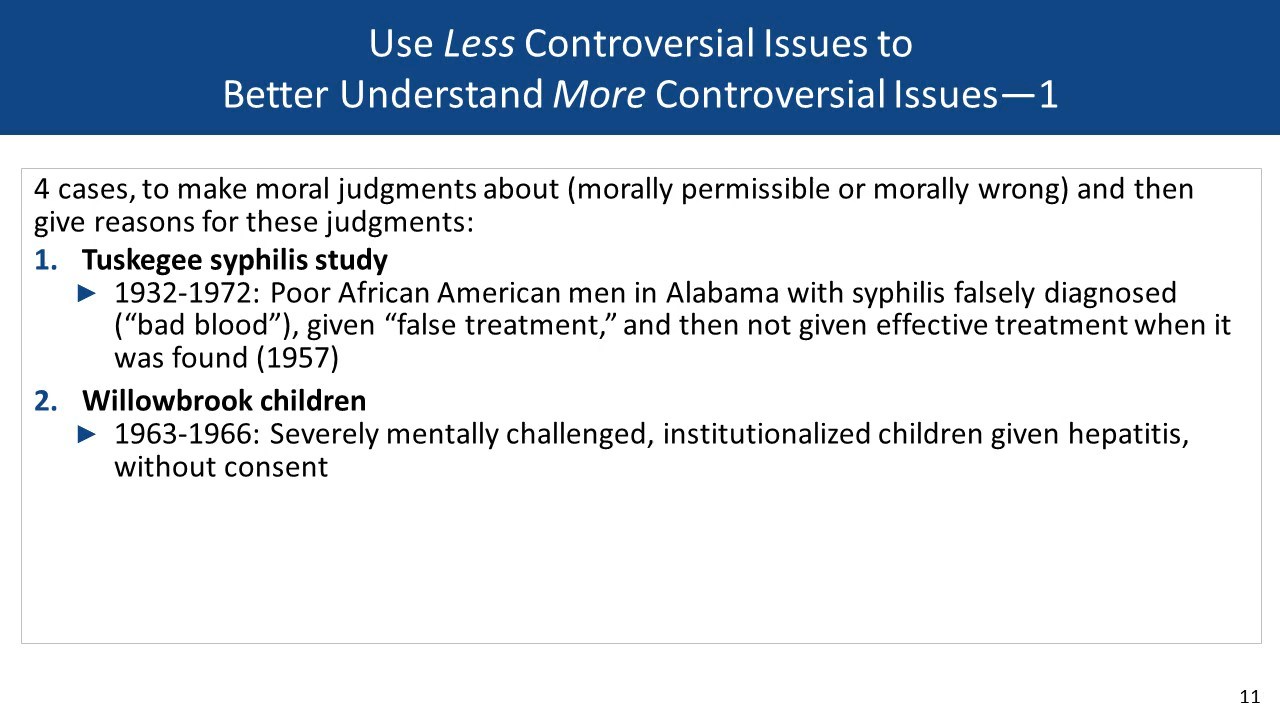 Use Less Controversial Issues to
Better Understand More Controversial Issues—1
4 cases, to make moral judgments about (morally permissible or morally wrong) and then
give reasons for these judgments:
1. Tuskegee syphilis study
► 1932-1972: Poor African American men in Alabama with syphilis falsely diagnosed
(“bad blood”), given “false treatment,” and then not given effective treatment when it
was found (1957)
2. Willowbrook children
► 1963-1966: Severely mentally challenged, institutionalized children given hepatitis,
without consent
11